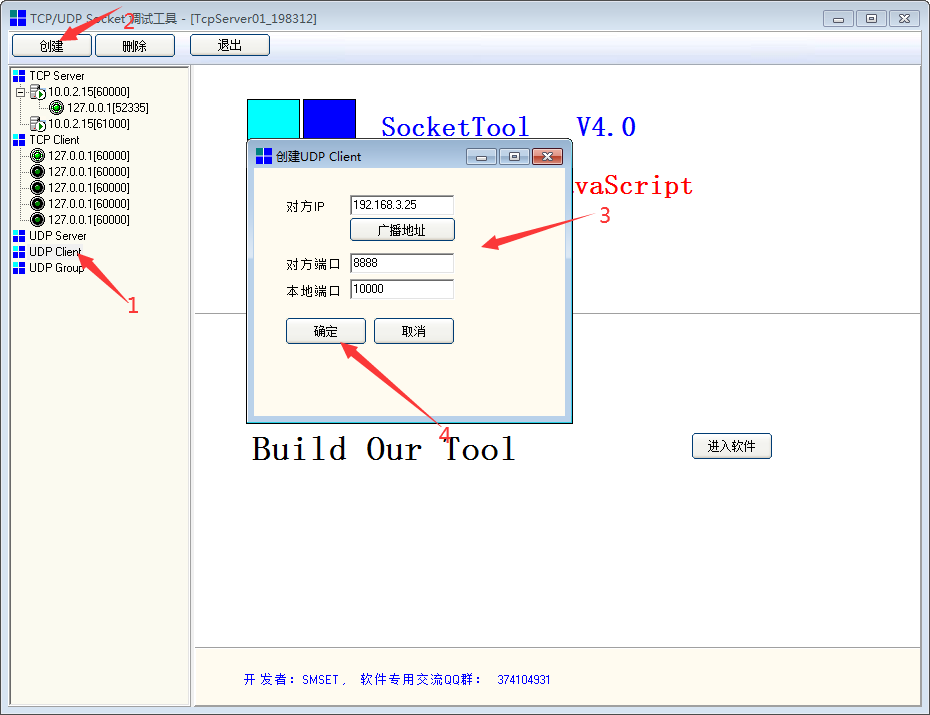 TCP/UDP Socket 调试工具 - [TcpServer01_198312]
2
创建 删除 退出
TCP Server
10.0.2.15[60000]
127.0.0.1[52335]
10.0.2.15[61000]
TCP Client
127.0.0.1[60000]
127.0.0.1[60000]
127.0.0.1[60000]
127.0.0.1[60000]
127.0.0.1[60000]
UDP Server
UDP Client
UDP Group
1
SocketTool V4.0
vaScript
创建UDP Client
对方IP 192.168.3.25
广播地址
对方端口 8888
本地端口 10000
确定 取消
3
4
Build Our Tool
进入软件
开发者：SMSET， 软件专用交流QQ群： 374104931